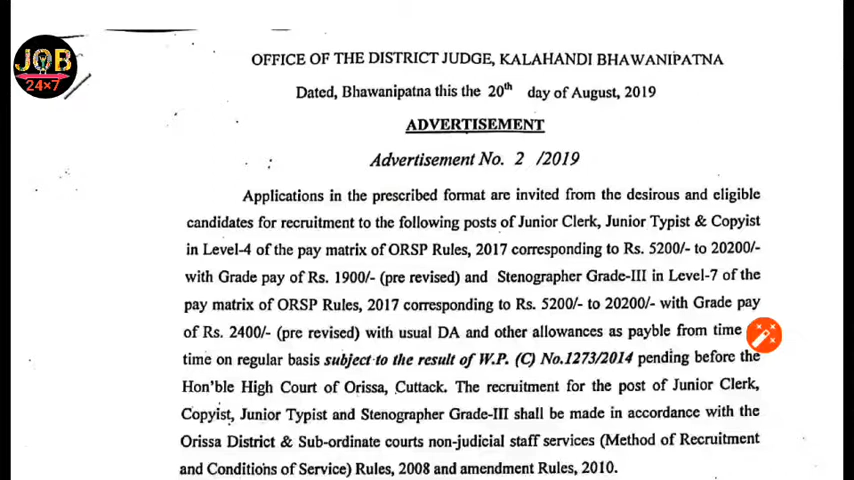 JOB
24×7
OFFICE OF THE DISTRICT JUDGE, KALAHANDI BHAWANIPATNA
Dated, Bhawanipatna this the 20th day of August, 2019
ADVERTISEMENT
Advertisement No. 2 /2019
Applications in the prescribed format are invited from the desirous and eligible
candidates for recruitment to the following posts of Junior Clerk, Junior Typist & Copyist
in Level-4 of the pay matrix of ORSP Rules, 2017 corresponding to Rs. 5200/- to 20200/-
with Grade pay of Rs. 1900/- (pre revised) and Stenographer Grade-III in Level-7 of the
pay matrix of ORSP Rules, 2017 corresponding to Rs. 5200/- to 20200/- with Grade pay
of Rs. 2400/- (pre revised) with usual DA and other allowances as payble from time
time on regular basis subject to the result of W.P. (C) No.1273/2014 pending before the
Hon'ble High Court of Orissa, Cuttack. The recruitment for the post of Junior Clerk,
Copyist, Junior Typist and Stenographer Grade-III shall be made in accordance with the
Orissa District & Sub-ordinate courts non-judicial staff services (Method of Recruitment
and Conditions of Service) Rules, 2008 and amendment Rules, 2010.